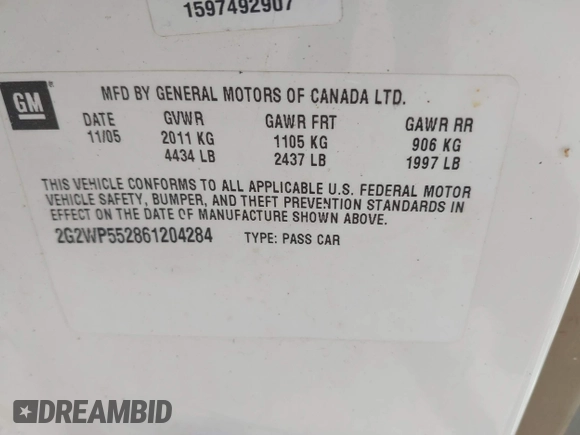 1597492907
GM
MFD BY GENERAL MOTORS OF CANADA LTD.
DATE GVWR GAWR FRT GAWR RR
11/05 2011 KG 1105 KG 906 KG
4434 LB 2437 LB 1997 LB
THIS VEHICLE CONFORMS TO ALL APPLICABLE U.S. FEDERAL MOTOR
VEHICLE SAFETY, BUMPER, AND THEFT PREVENTION STANDARDS IN
EFFECT ON THE DATE OF MANUFACTURE SHOWN ABOVE.
2G2WP552861204284 TYPE: PASS CAR
DREAMBID